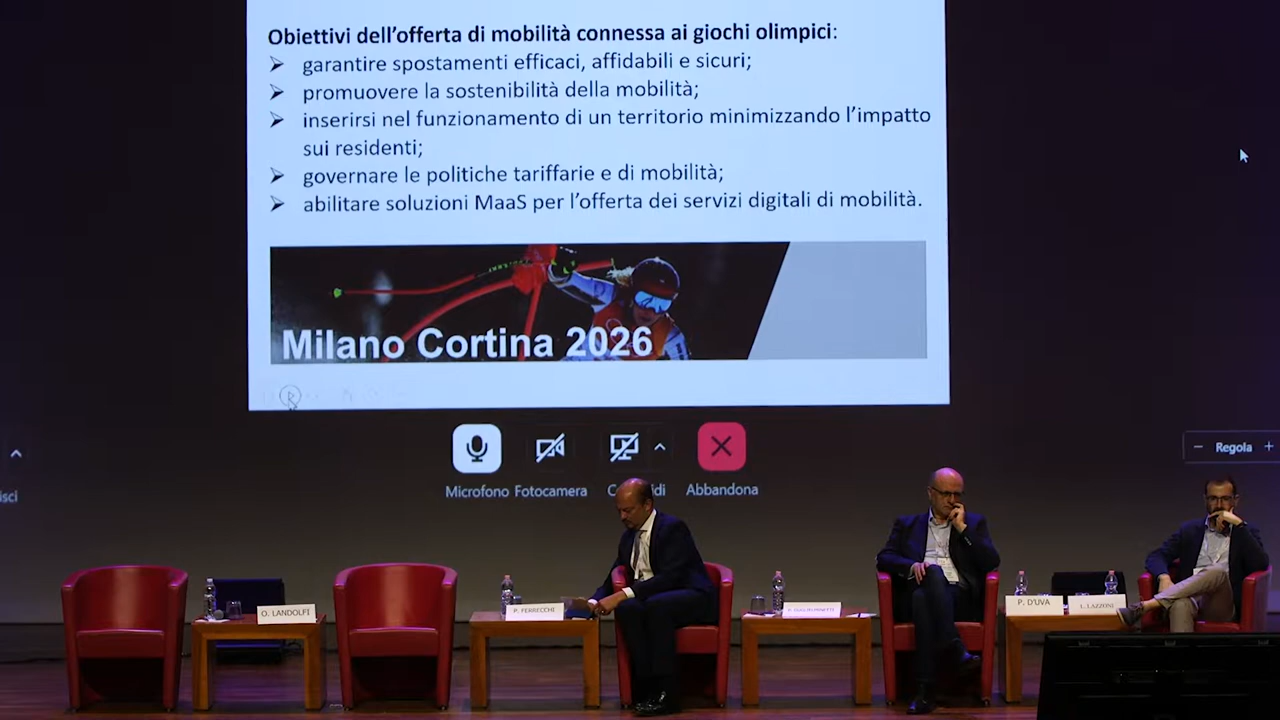 Obiettivi dell'offerta di mobilità connessa ai giochi olimpici:
➢ garantire spostamenti efficaci, affidabili e sicuri;
➢ promuovere la sostenibilità della mobilità;
➢ inserirsi nel funzionamento di un territorio minimizzando l'impatto
sui residenti;
➢ governare le politiche tariffarie e di mobilità;
➢ abilitare soluzioni MaaS per l'offerta dei servizi digitali di mobilità.
Milano Cortina 2026
Regola
Microfono Fotocamera Abbandona
O. LANDOLFI
P. FERRECCHI
P. D'UVA
L. LAZZONI